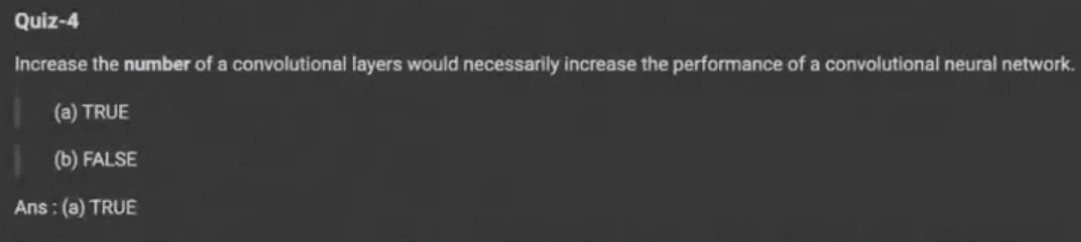 Quiz-4
Increase the number of a convolutional layers would necessarily increase the performance of a convolutional neural network.
(a) TRUE
(b) FALSE
Ans : (a) TRUE